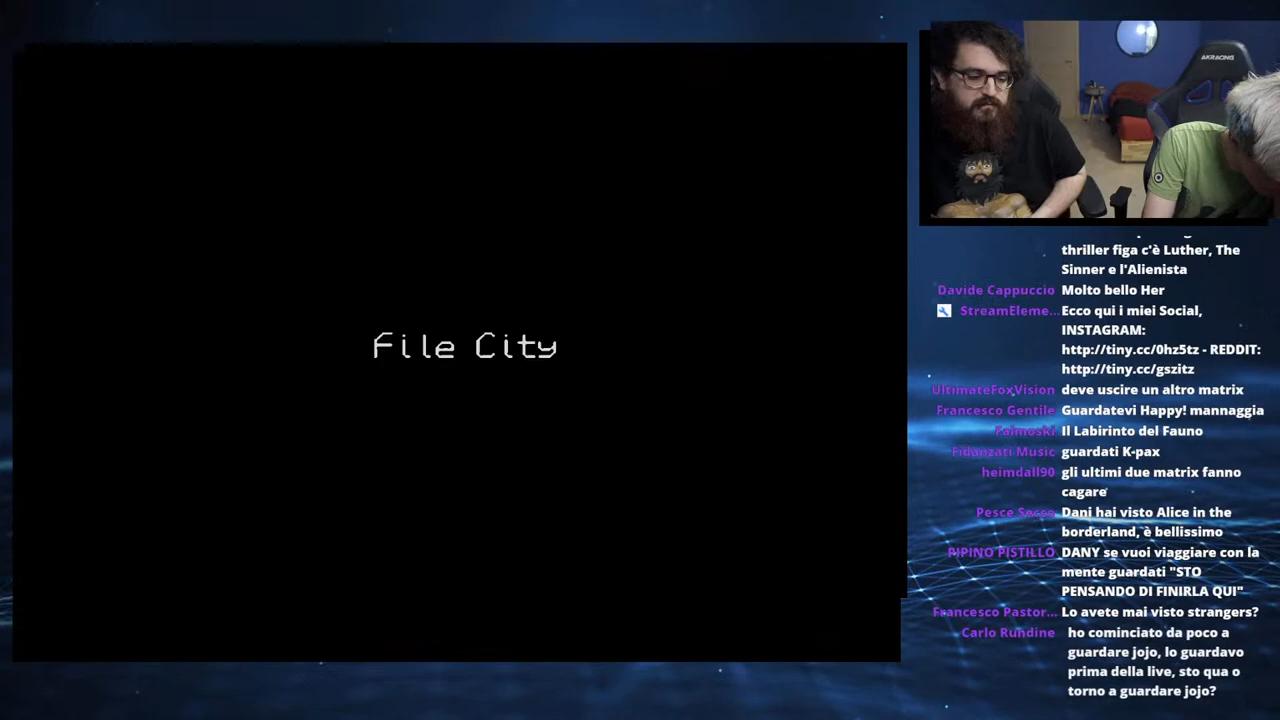 File City
AKRACING
thriller figa c'è Luther, The
Sinner e l'Alienista
Davide Cappuccio Molto bello Her
StreamEleme... Ecco qui i miei Social,
INSTAGRAM:
http://tiny.cc/0hz5tz - REDDIT:
http://tiny.cc/gszitz
UltimateFoxVision deve uscire un altro matrix
Francesco Gentile Guardatevi Happy! mannaggia
Falmoski Il Labirinto del Fauno
Fidanzati Music guardati K-pax
heimdall90 gli ultimi due matrix fanno
cagare
Pesce Secco Dani hai visto Alice in the
borderland, è bellissimo
PIPINO PISTILLO DANY se vuoi viaggiare con la
mente guardati "STO
PENSANDO DI FINIRLA QUI"
Francesco Pastor... Lo avete mai visto strangers?
Carlo Rundine ho cominciato da poco a
guardare jojo, lo guardavo
prima della live, sto qua o
torno a guardare jojo?